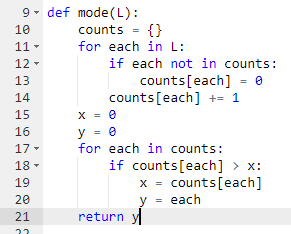 9 def mode(L):
10     counts = {}
11     for each in L:
12         if each not in counts:
13             counts[each] = 0
14         counts[each] += 1
15     x = 0
16     y = 0
17     for each in counts:
18         if counts[each] > x:
19             x = counts[each]
20             y = each
21     return y
22